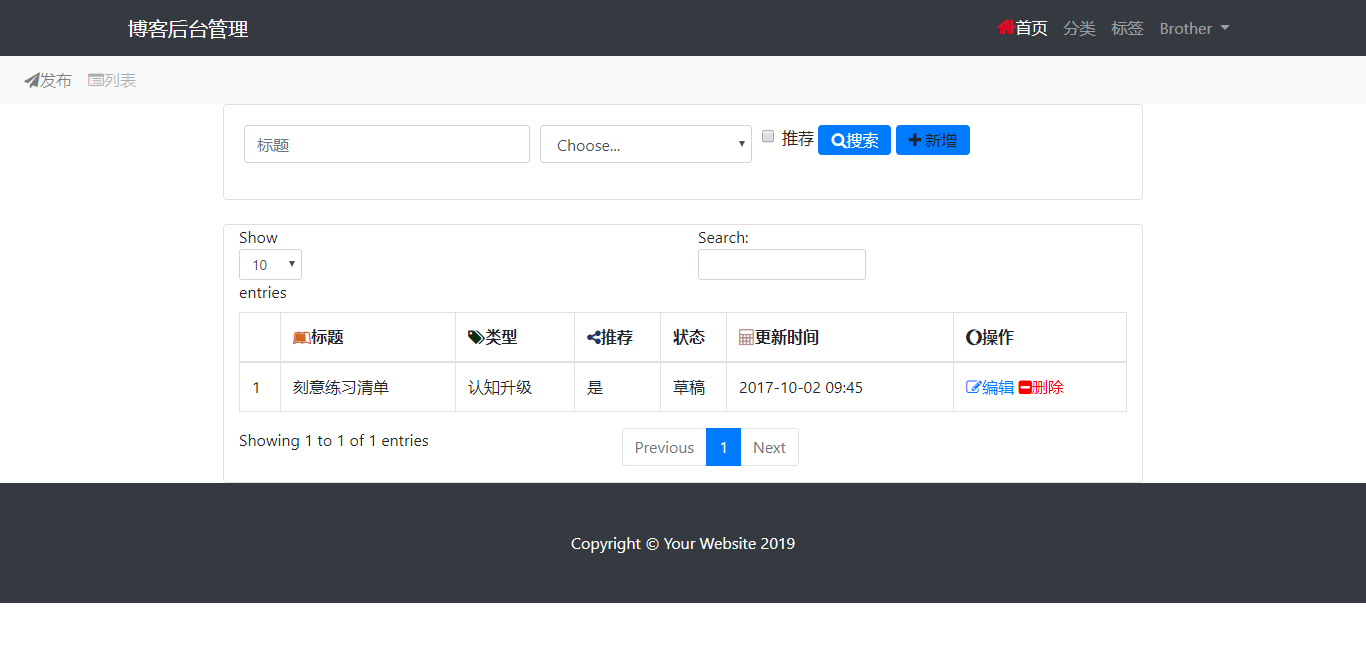 博客后台管理 首页 分类 标签 Brother
发布 列表
标题 Choose... 推荐 搜索 新增
Show Search:
10
entries
标题 类型 推荐 状态 更新时间 操作
1 刻意练习清单 认知升级 是 草稿 2017-10-02 09:45 编辑 删除
Showing 1 to 1 of 1 entries Previous 1 Next
Copyright © Your Website 2019